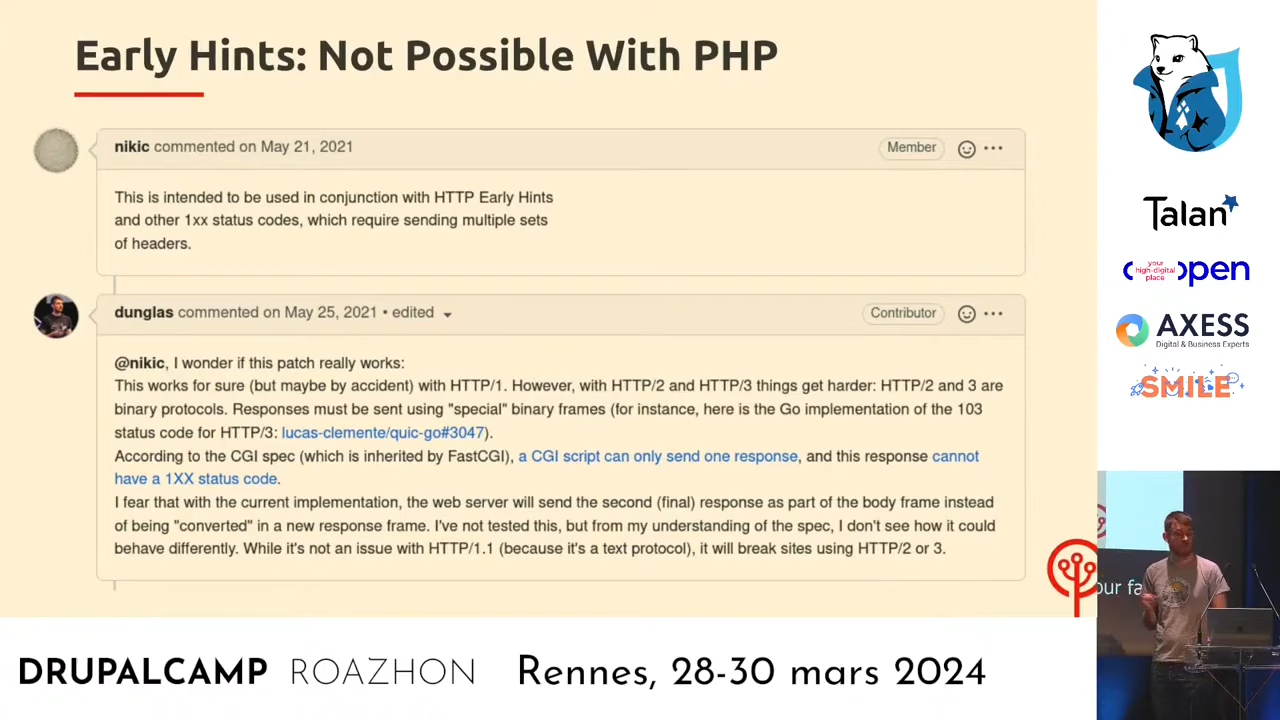 Early Hints: Not Possible With PHP
nikic commented on May 21, 2021
Member
This is intended to be used in conjunction with HTTP Early Hints
and other 1xx status codes, which require sending multiple sets
of headers.
dunglas commented on May 25, 2021 • edited
Contributor
@nikic, I wonder if this patch really works:
This works for sure (but maybe by accident) with HTTP/1. However, with HTTP/2 and HTTP/3 things get harder: HTTP/2 and 3 are
binary protocols. Responses must be sent using "special" binary frames (for instance, here is the Go implementation of the 103
status code for HTTP/3: lucas-clemente/quic-go#3047).
According to the CGI spec (which is inherited by FastCGI), a CGI script can only send one response, and this response cannot
have a 1XX status code.
I fear that with the current implementation, the web server will send the second (final) response as part of the body frame instead
of being "converted" in a new response frame. I've not tested this, but from my understanding of the spec, I don't see how it could
behave differently. While it's not an issue with HTTP/1.1 (because it's a text protocol), it will break sites using HTTP/2 or 3.
Talan
your
high-digital
place
open
AXESS
Digital & Business Experts
SMILE
our fa
DRUPALCAMP ROAZHON Rennes, 28-30 mars 2024